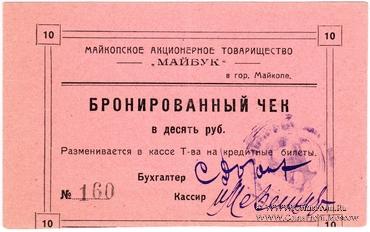 10 10
МАЙКОПСКОЕ АКЦИОНЕРНОЕ ТОВАРИЩЕСТВО
„МАЙБУК"
в гор. Майкопе.
БРОНИРОВАННЫЙ ЧЕК
в десять руб.
Разменивается в кассе Т-ва на кредитные билеты.
Бухгалтер
№ 160 Кассир
10 10